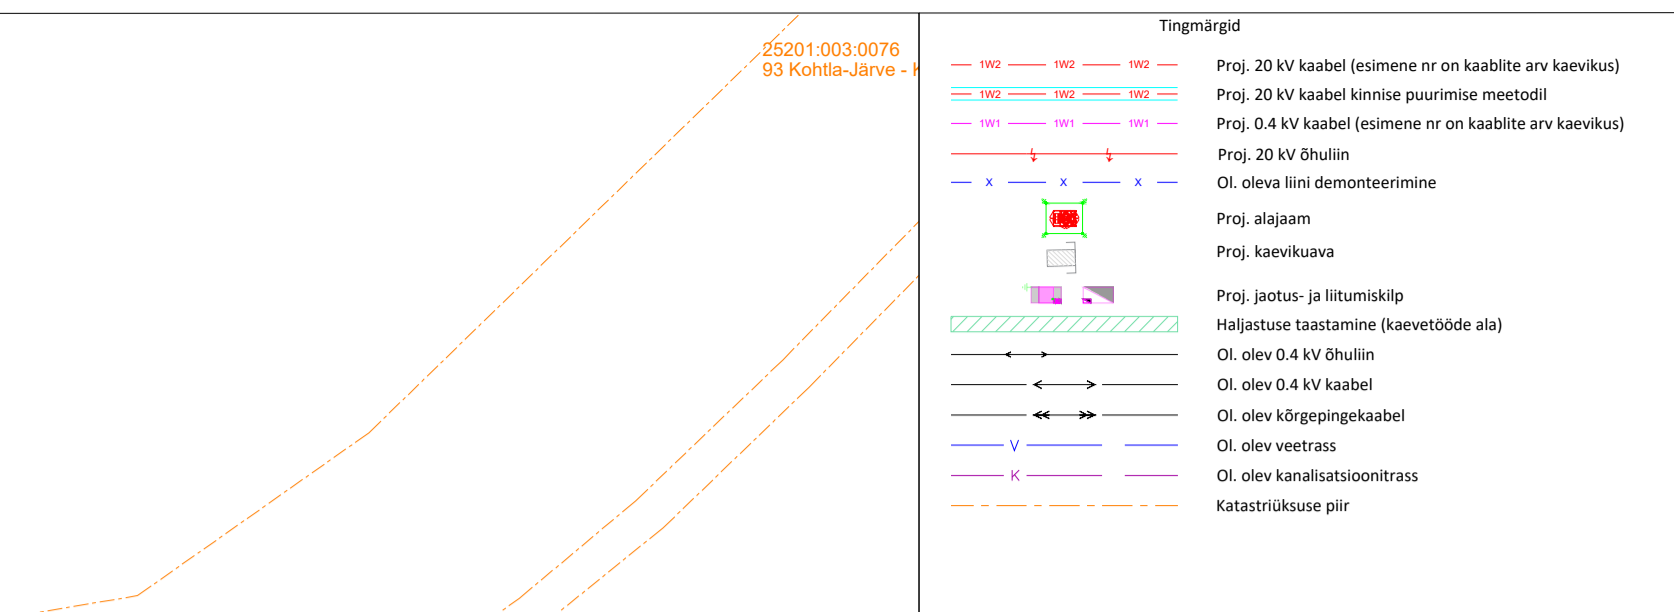 25201:003:0076
93 Kohtla-Järve -
Tingmärgid
1W2 1W2 1W2 Proj. 20 kV kaabel (esimene nr on kaablite arv kaevikus)
1W2 1W2 1W2 Proj. 20 kV kaabel kinnise puurimise meetodil
1W1 1W1 1W1 Proj. 0.4 kV kaabel (esimene nr on kaablite arv kaevikus)
Proj. 20 kV õhuliin
X X X Ol. oleva liini demonteerimine
Proj. alajaam
Proj. kaevikuava
Proj. jaotus- ja liitumiskilp
Haljastuse taastamine (kaevetööde ala)
Ol. olev 0.4 kV õhuliin
Ol. olev 0.4 kV kaabel
Ol. olev kõrgepingekaabel
V Ol. olev veetrass
K Ol. olev kanalisatsioonitrass
Katastriüksuse piir